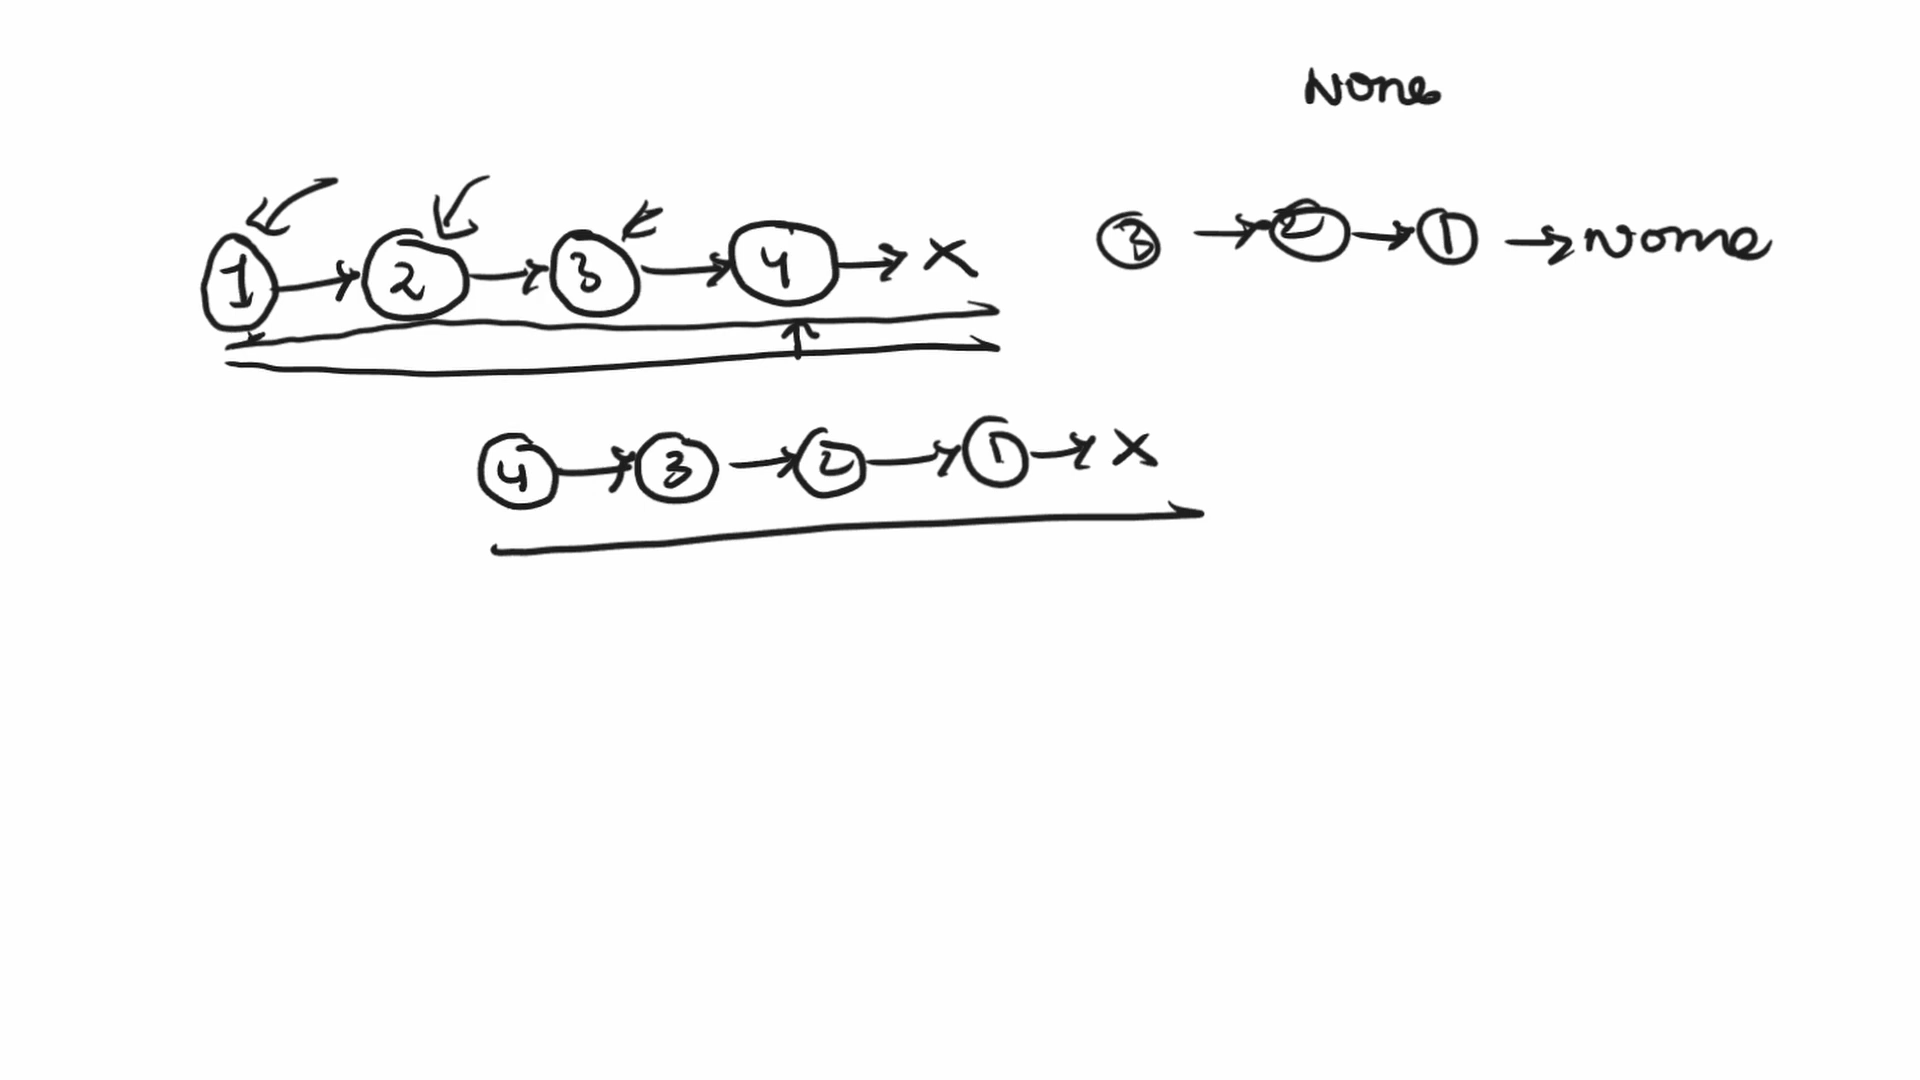 None
1 → 2 → 3 → 4 → X
3 → 2 → 1 → None
4 → 3 → 2 → 1 → X